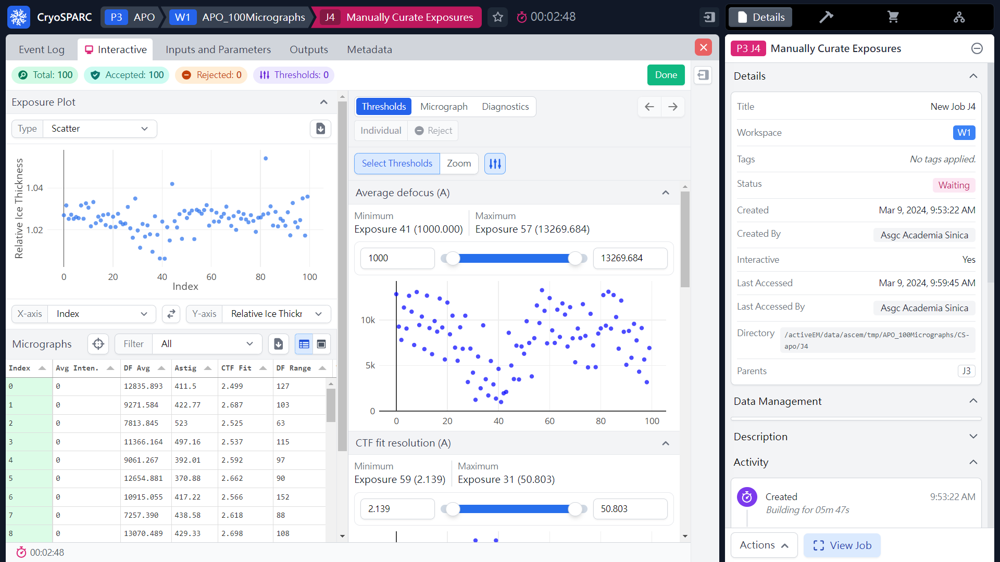 CryoSPARC P3 APO W1 APO_100Micrographs J4 Manually Curate Exposures 00:02:48 Details
Event Log Interactive Inputs and Parameters Outputs Metadata
Total: 100 Accepted: 100 Rejected: 0 Thresholds: 0 Done
Exposure Plot
Type Scatter
Relative Ice Thickness
1.04
1.02
0 20 40 60 80 100
Index
X-axis Index Y-axis Relative Ice Thickr
Micrographs Filter All
Index Avg Inten. DF Avg Astig CTF Fit DF Range
0 0 12835.893 411.5 2.499 127
1 0 9271.584 422.77 2.687 103
2 0 7813.845 523 2.525 63
3 0 11366.164 497.16 2.537 115
4 0 9061.267 392.01 2.592 97
5 0 12654.881 370.88 2.662 90
6 0 10915.055 417.22 2.566 152
7 0 7257.390 438.58 2.618 88
8 0 13070.489 429.33 2.698 108
00:02:48
Thresholds Micrograph Diagnostics
Individual Reject
Select Thresholds Zoom
Average defocus (A)
Minimum Maximum
Exposure 41 (1000.000) Exposure 57 (13269.684)
1000 13269.684
10k
5k
0
0 20 40 60 80 100
CTF fit resolution (A)
Minimum Maximum
Exposure 59 (2.139) Exposure 31 (50.803)
2.139 50.803
P3 J4 Manually Curate Exposures
Details
Title New Job J4
Workspace W1
Tags No tags applied.
Status Waiting
Created Mar 9, 2024, 9:53:22 AM
Created By Asgc Academia Sinica
Interactive Yes
Last Accessed Mar 9, 2024, 9:59:45 AM
Last Accessed By Asgc Academia Sinica
Directory /activeEM/data/ascem/tmp/APO_100Micrographs/CS-
apo/J4
Parents J3
Data Management
Description
Activity
Created 9:53:22 AM
Building for 05m 47s
Actions View Job